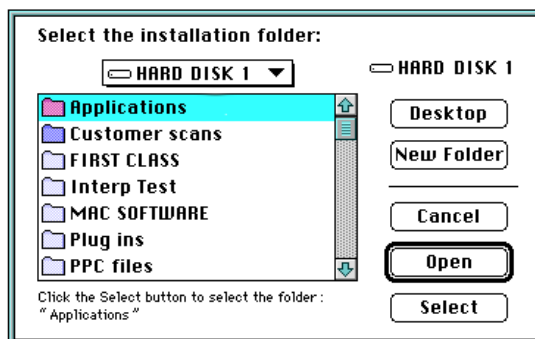 Select the installation folder:
HARD DISK 1
HARD DISK 1
Applications
Customer scans
FIRST CLASS
Interp Test
MAC SOFTWARE
Plug ins
PPC files
Desktop
New Folder
Cancel
Open
Select
Click the Select button to select the folder:
"Applications"